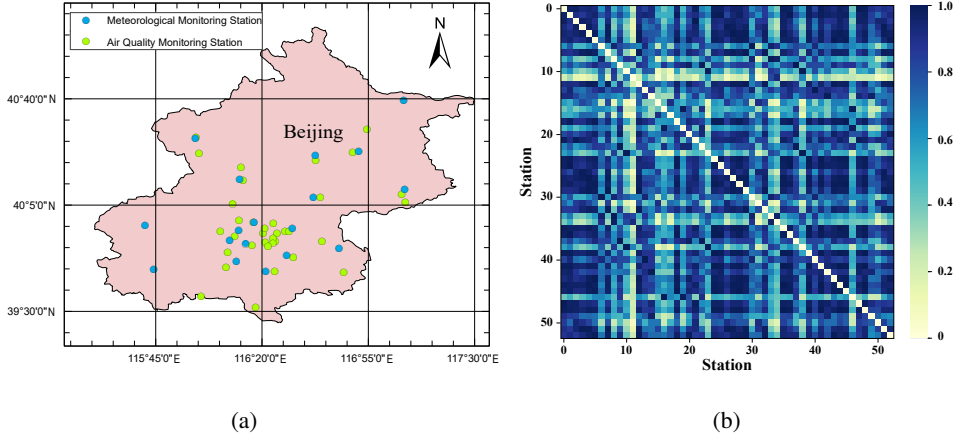 Meteorological Monitoring Station
Air Quality Monitoring Station
N
Beijing
40°40'0"N
40°5'0"N
39°30'0"N
115°45'0"E
116°20'0"E
116°55'0"E
117°30'0"E
(a)
Station
0
10
20
30
40
50
0
10
20
30
40
50
Station
1.0
0.8
0.6
0.4
0.2
0
(b)